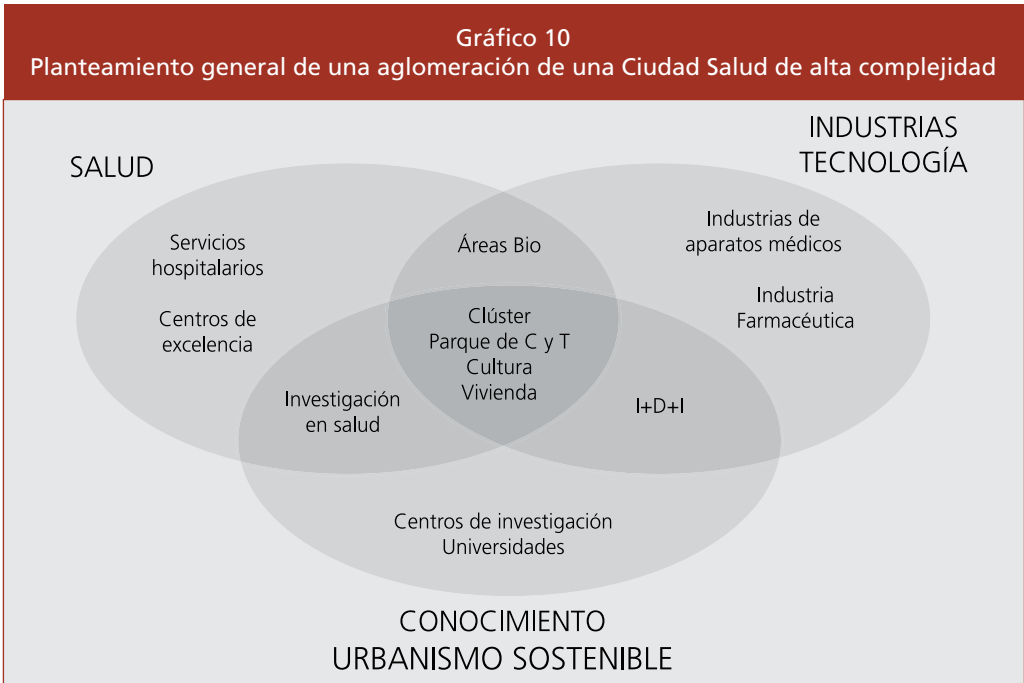 Gráfico 10
Planteamiento general de una aglomeración de una Ciudad Salud de alta complejidad
SALUD
INDUSTRIAS
TECNOLOGÍA
Servicios
hospitalarios
Centros de
excelencia
Áreas Bio
Industrias de
aparatos médicos
Industria
Farmacéutica
Clúster
Parque de C y T
Cultura
Vivienda
Investigación
en salud
I+D+I
Centros de investigación
Universidades
CONOCIMIENTO
URBANISMO SOSTENIBLE